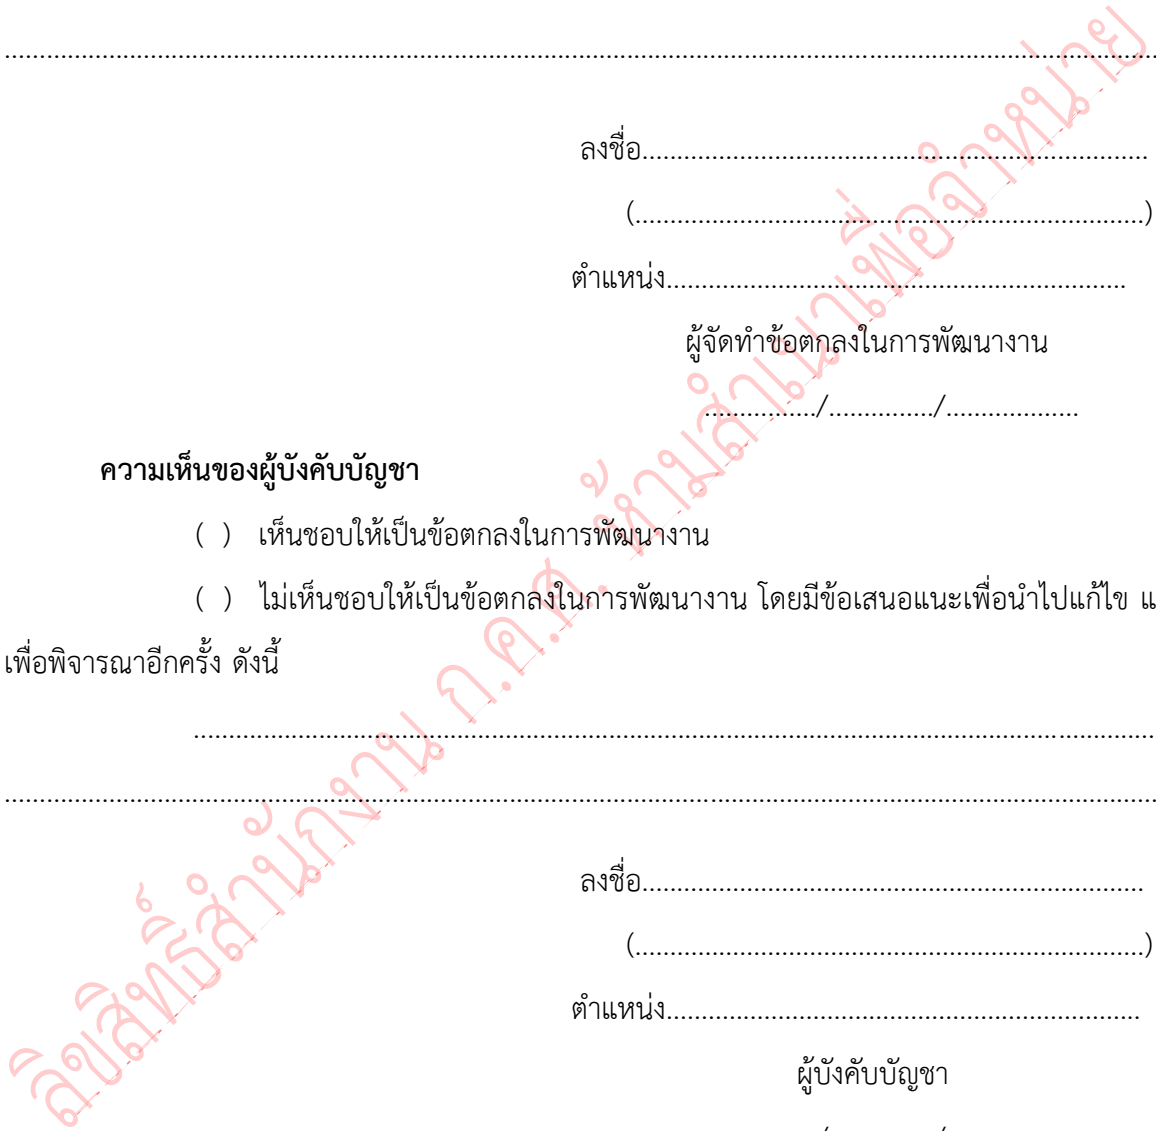 ................................................................................................................................................................
ลงชื่อ........................................................................
(.........................................................................)
ตำแหน่ง..................................................................
ผู้จัดทำข้อตกลงในการพัฒนางาน
................/.............../...................
ความเห็นของผู้บังคับบัญชา
( ) เห็นชอบให้เป็นข้อตกลงในการพัฒนางาน
( ) ไม่เห็นชอบให้เป็นข้อตกลงในการพัฒนางาน โดยมีข้อเสนอแนะเพื่อนำไปแก้ไข แ
เพื่อพิจารณาอีกครั้ง ดังนี้
..........................................................................................................................................
................................................................................................................................................................
ลงชื่อ........................................................................
(.........................................................................)
ตำแหน่ง....................................................................
ผู้บังคับบัญชา
ลิขสิทธิ์สำนักงาน ก.ค.ศ. ห้ามสำเนาเพื่อจำหน่าย